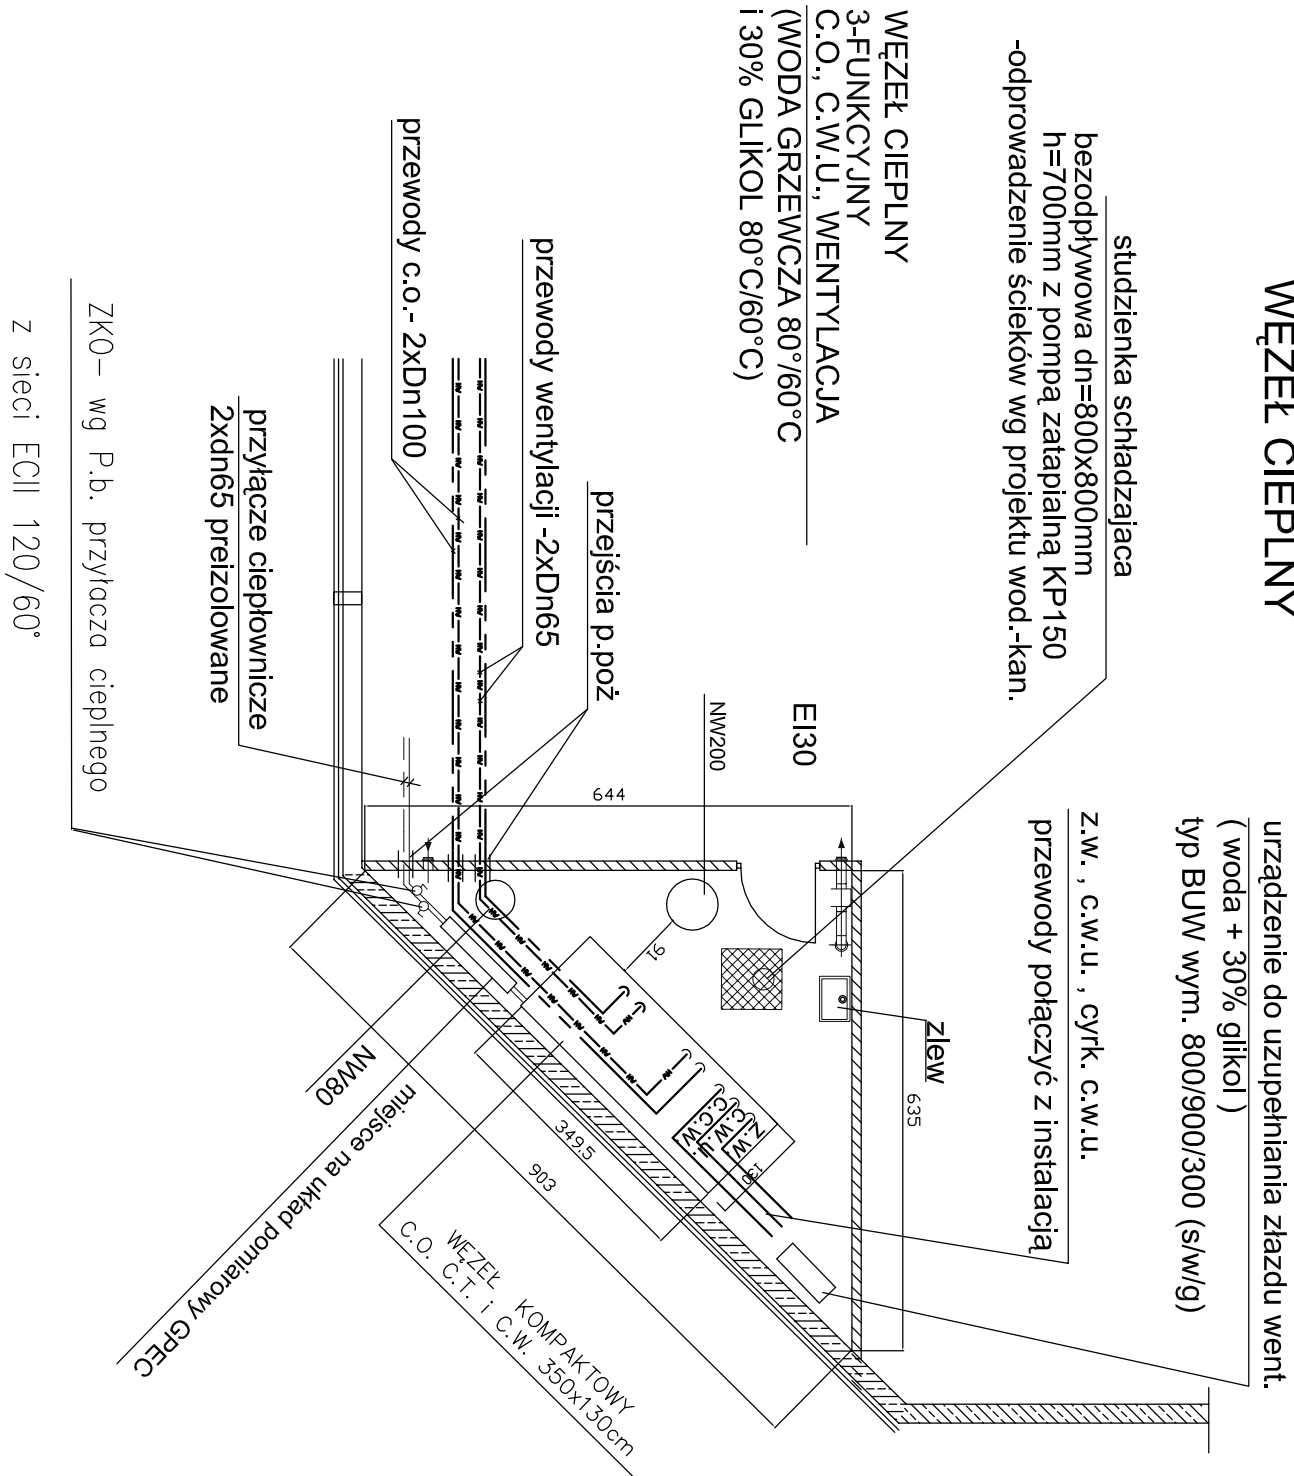 WĘZEŁ CIEPLNY
urządzenie do uzupełniania zładu went.
( woda + 30% glikol )
typ BUW wym. 800/900/300 (s/w/g)
studzienka schładzajaca
bezodpływowa dn=800x800mm
h=700mm z pompą zatapialną KP150
-odprowadzenie ścieków wg projektu wod.-kan.
z.w. , c.w.u. , cyrk. c.w.u.
przewody połączyć z instalacją
WĘZEŁ CIEPLNY
3-FUNKCYJNY
C.O., C.W.U., WENTYLACJA
(WODA GRZEWCZA 80°/60°C
i 30% GLIKOL 80°C/60°C)
EI30
NW200
zlew
635
644
91
przejścia p.poż
przewody wentylacji -2xDn65
przewody c.o.- 2xDn100
przyłącze ciepłownicze
2xdn65 preizolowane
ZKO- wg P.b. przyłacza cieplnego
z sieci ECII 120/60°
z.w.
c.w.
c.w.u.
130
349.5
903
NW80
miejsce na układ pomiarowy GPEC
WĘZEŁ KOMPAKTOWY
C.O. C.T. i C.W. 350x130cm